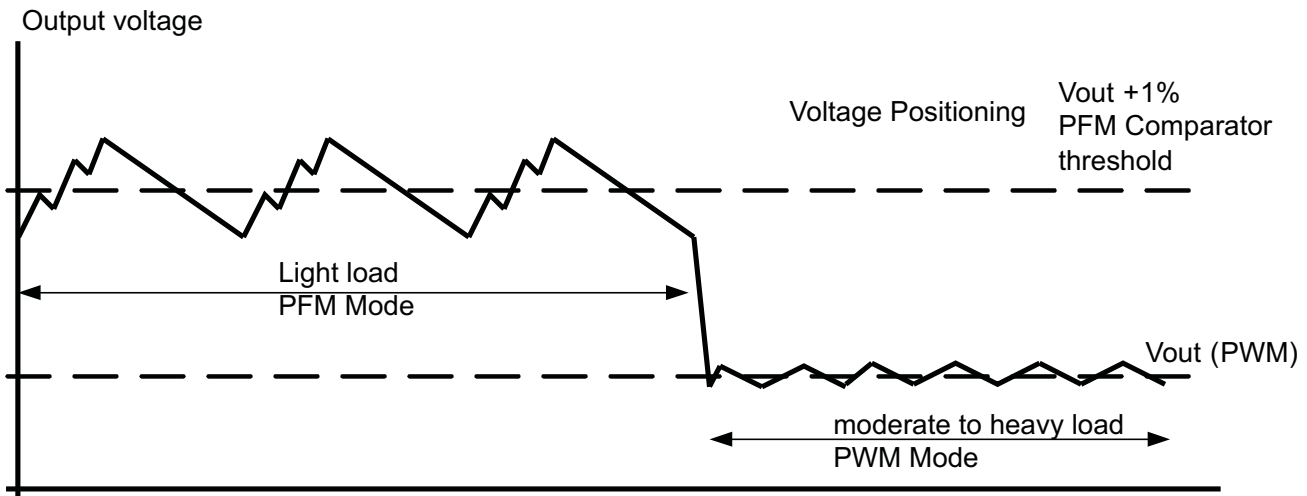 Output voltage
Voltage Positioning
Vout +1%
PFM Comparator
threshold
Light load
PFM Mode
Vout (PWM)
moderate to heavy load
PWM Mode